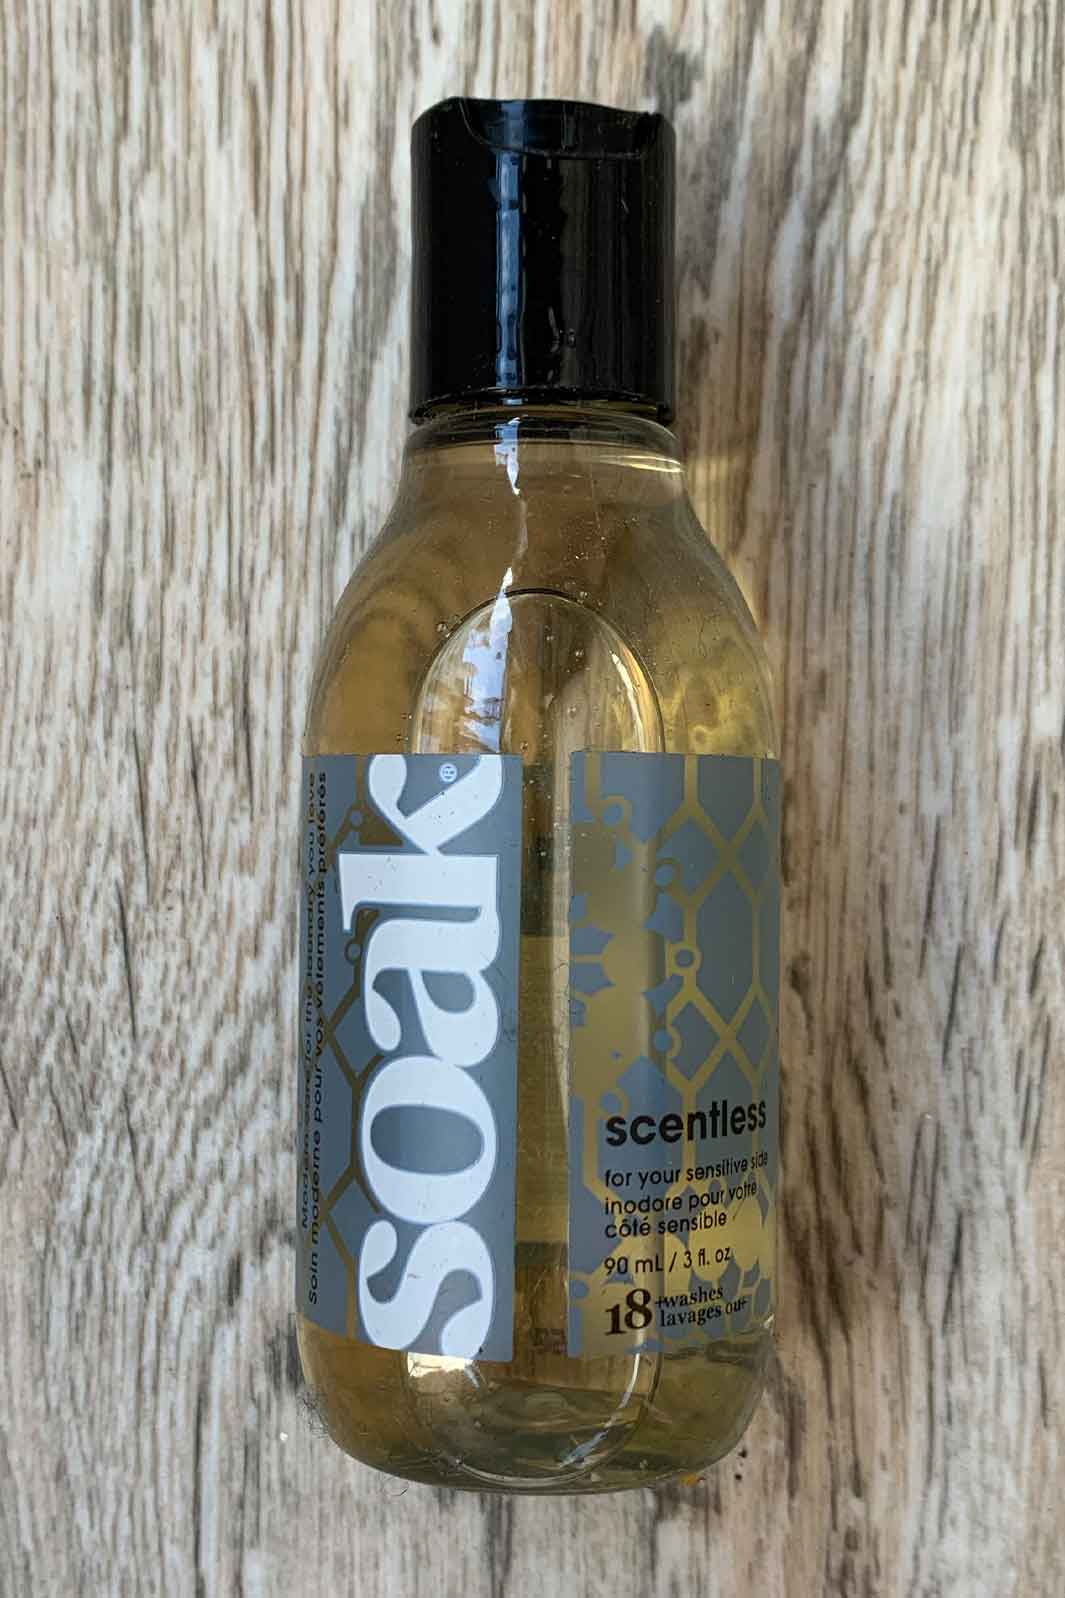 Modern care for the laundry you love
Soin moderne pour vos vêtements préférés
soak®
scentless
for your sensitive side
inodore pour votre
côté sensible
90 mL / 3 fl. oz
18+washes
lavages ou+